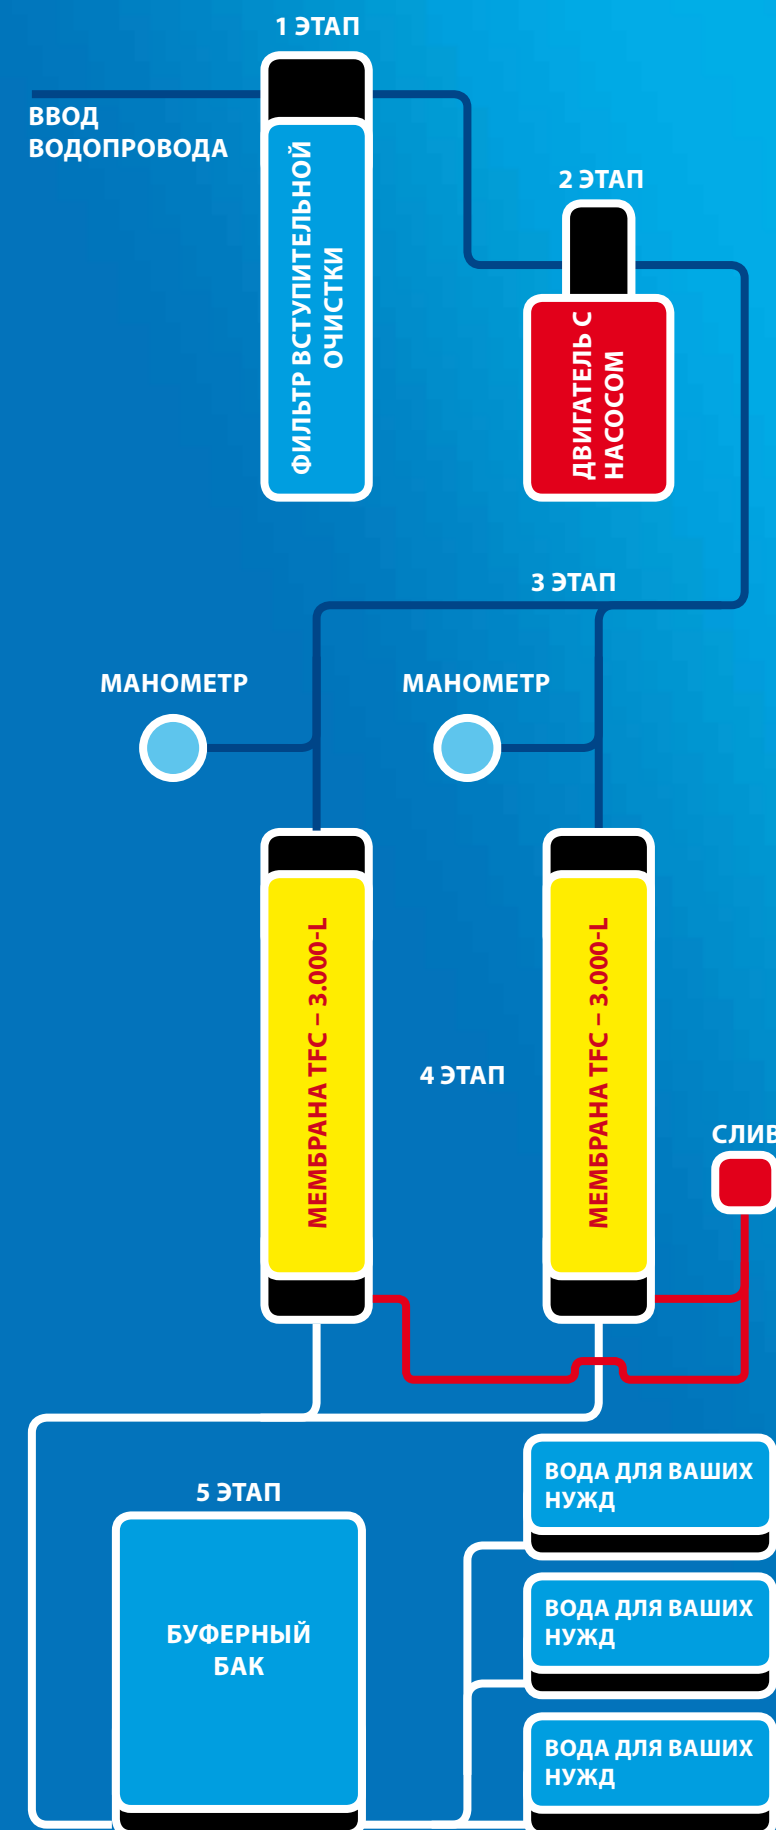 1 ЭТАП
ВВОД
ВОДОПРОВОДА
ФИЛЬТР ВСТУПИТЕЛЬНОЙ
ОЧИСТКИ
2 ЭТАП
ДВИГАТЕЛЬ С
НАСОСОМ
3 ЭТАП
МАНОМЕТР
МАНОМЕТР
МЕМБРАНА TFC – 3.000-L
4 ЭТАП
МЕМБРАНА TFC – 3.000-L
СЛИВ
5 ЭТАП
БУФЕРНЫЙ
БАК
ВОДА ДЛЯ ВАШИХ
НУЖД
ВОДА ДЛЯ ВАШИХ
НУЖД
ВОДА ДЛЯ ВАШИХ
НУЖД